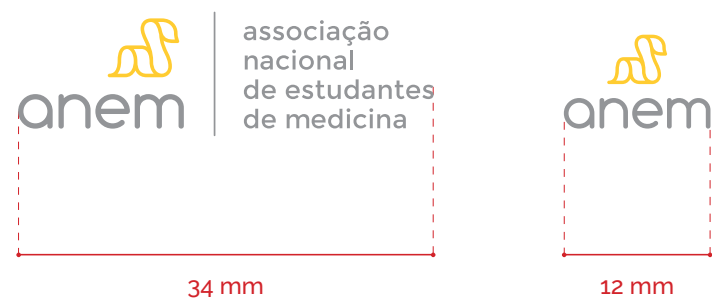 anem
associação
nacional
de estudantes
de medicina
34 mm
anem
12 mm